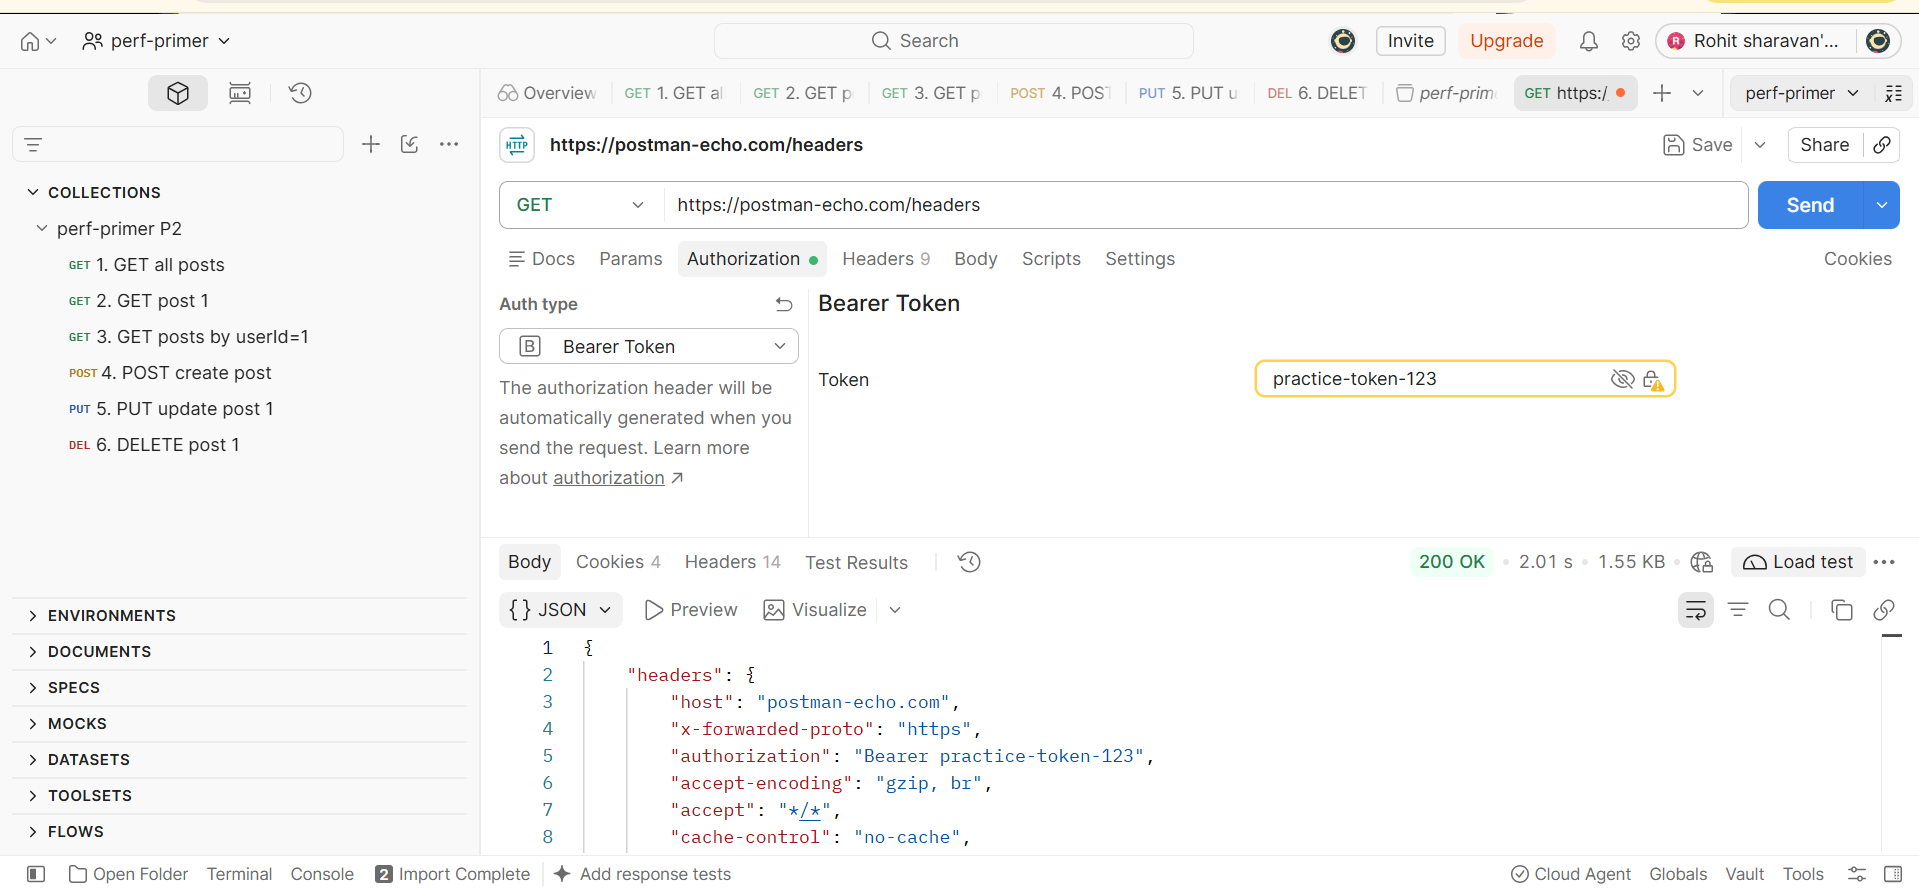 perf-primer
Search
Invite
Upgrade
R Rohit sharavan'...
Overview
GET 1. GET al
GET 2. GET p
GET 3. GET p
POST 4. POST
PUT 5. PUT u
DEL 6. DELET
perf-prim
GET https:/.
perf-primer
HTTP https://postman-echo.com/headers
Save
Share
COLLECTIONS
perf-primer P2
GET 1. GET all posts
GET 2. GET post 1
GET 3. GET posts by userId=1
POST 4. POST create post
PUT 5. PUT update post 1
DEL 6. DELETE post 1
ENVIRONMENTS
DOCUMENTS
SPECS
MOCKS
DATASETS
TOOLSETS
FLOWS
GET https://postman-echo.com/headers
Send
Docs Params Authorization Headers 9 Body Scripts Settings
Cookies
Auth type
B Bearer Token
The authorization header will be
automatically generated when you
send the request. Learn more
about authorization ↗
Bearer Token
Token
practice-token-123
Body Cookies 4 Headers 14 Test Results
200 OK • 2.01 s • 1.55 KB
Load test
{ } JSON
Preview
Visualize
1 {
2 "headers": {
3 "host": "postman-echo.com",
4 "x-forwarded-proto": "https",
5 "authorization": "Bearer practice-token-123",
6 "accept-encoding": "gzip, br",
7 "accept": "*/*",
8 "cache-control": "no-cache",
Open Folder Terminal Console 2 Import Complete Add response tests
Cloud Agent Globals Vault Tools